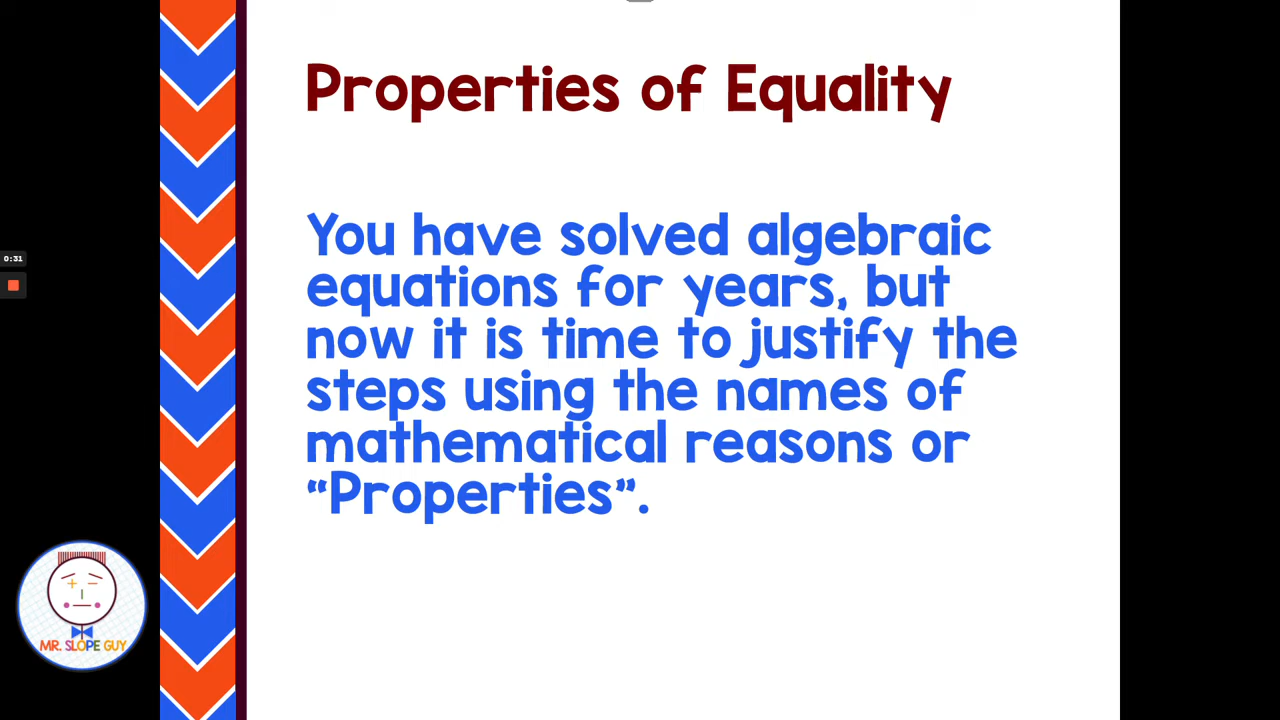 Properties of Equality
You have solved algebraic
equations for years, but
now it is time to justify the
steps using the names of
mathematical reasons or
“Properties”.
0:31
MR. SLOPE GUY